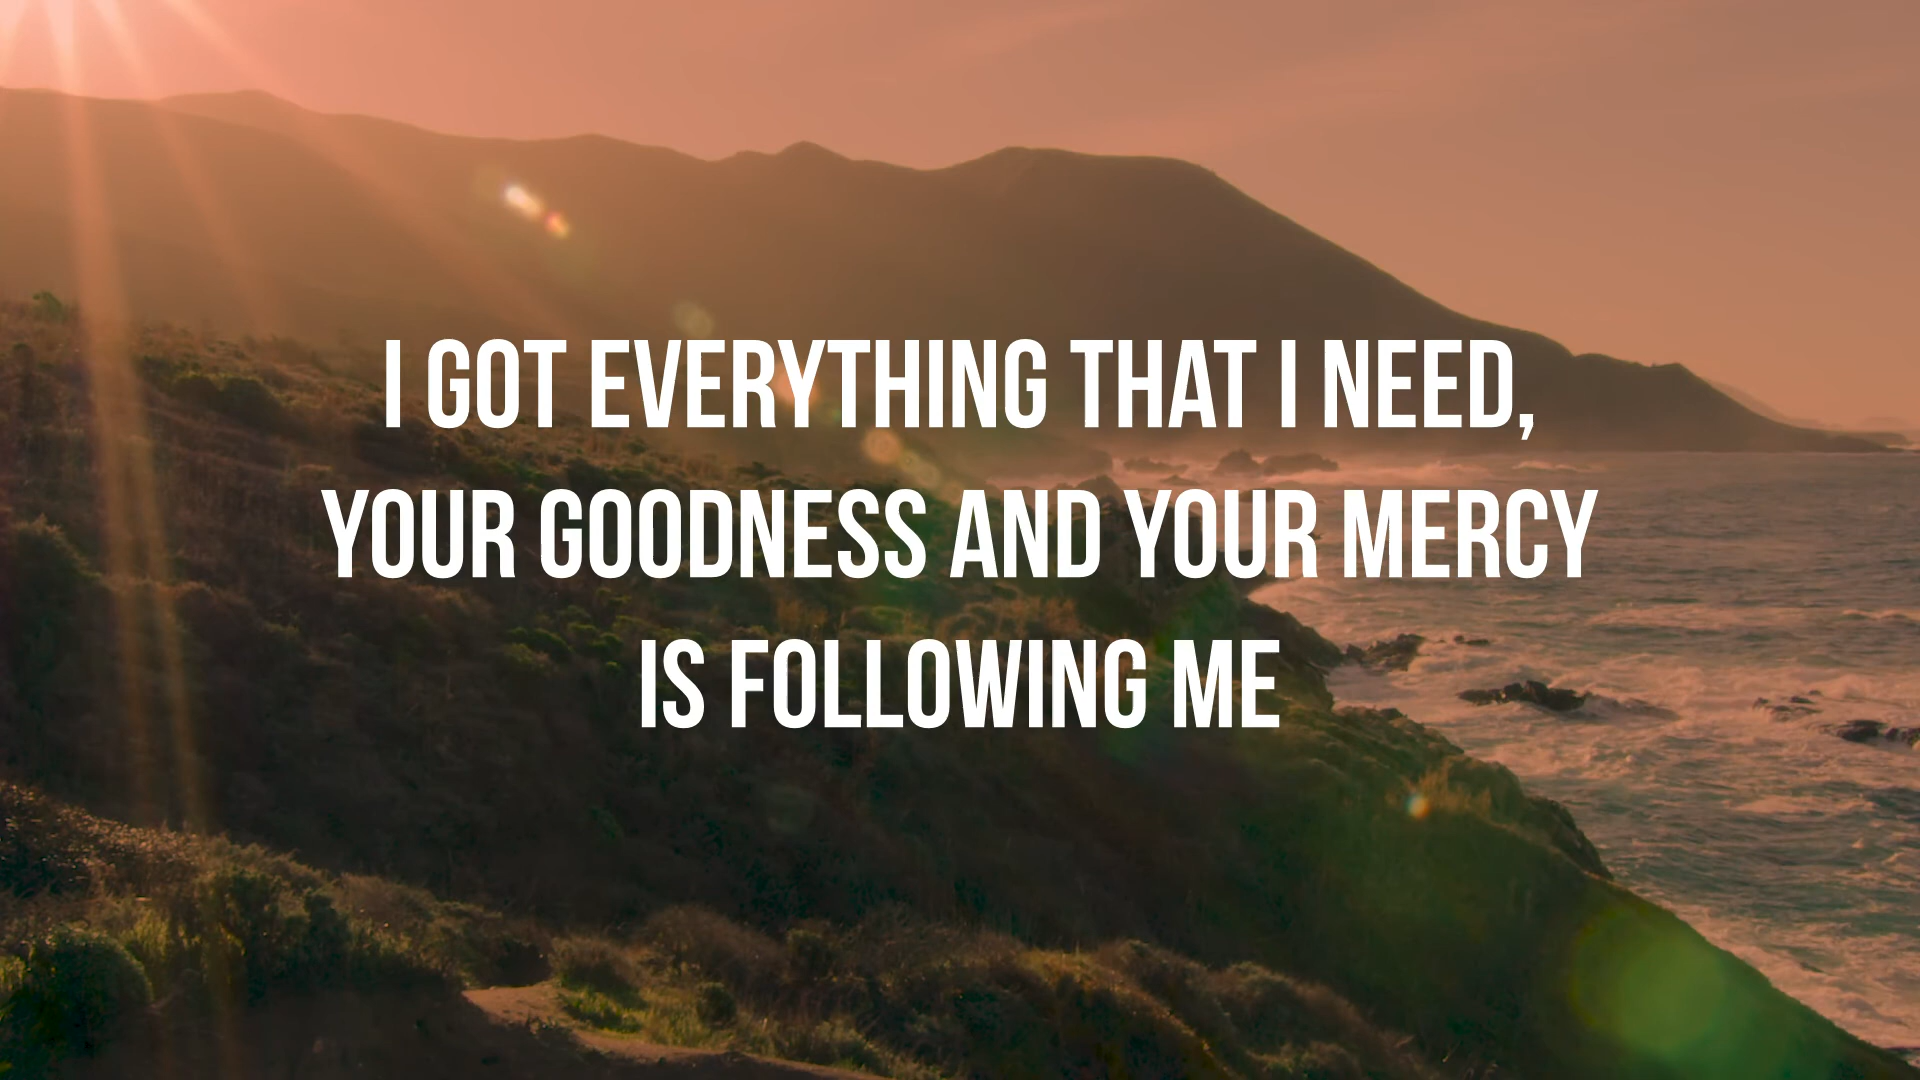 I GOT EVERYTHING THAT I NEED,
YOUR GOODNESS AND YOUR MERCY
IS FOLLOWING ME